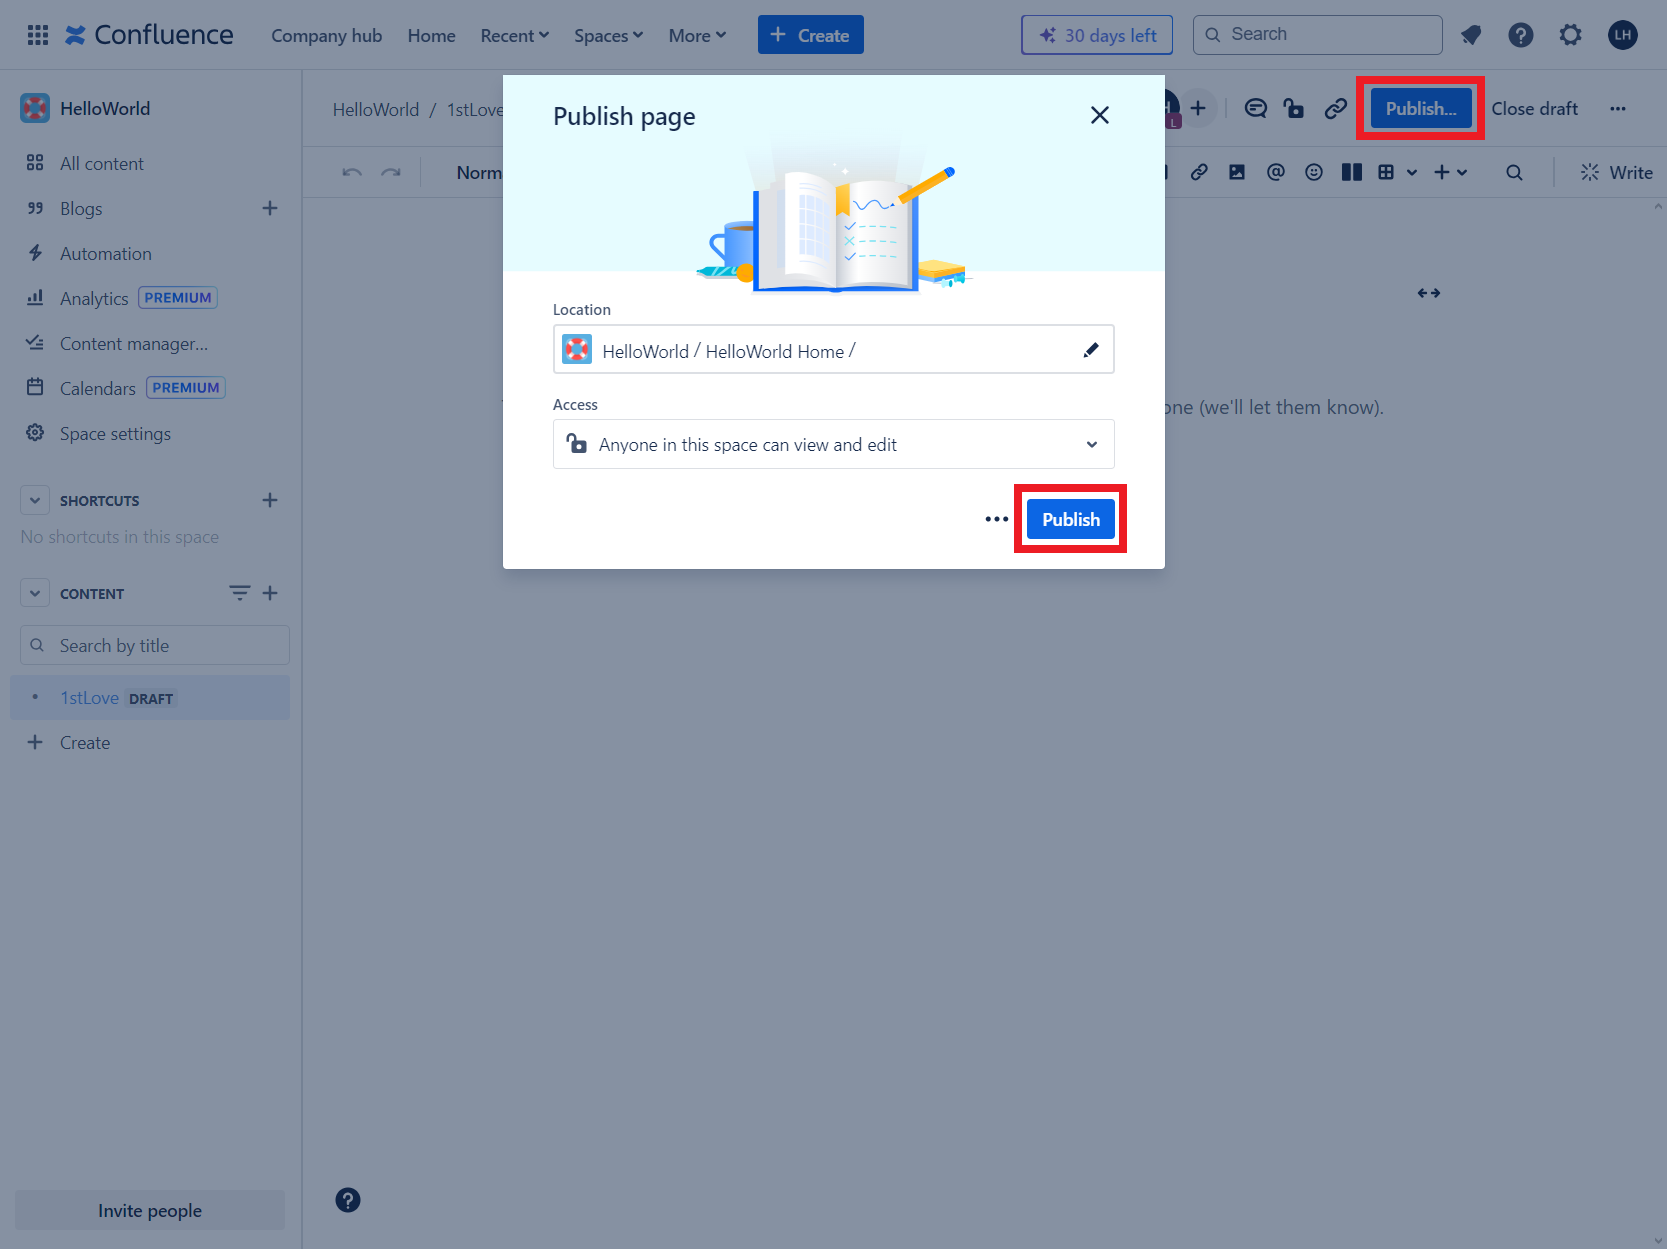 Confluence Company hub Home Recent Spaces More + Create 30 days left Search LH
HelloWorld
HelloWorld / 1stLove
L
Publish... Close draft
Publish page
All content
Norm
Write
Blogs
Automation
Analytics PREMIUM
Location
Content manager...
HelloWorld / HelloWorld Home /
Calendars PREMIUM
Access
one (we'll let them know).
Space settings
Anyone in this space can view and edit
SHORTCUTS
Publish
No shortcuts in this space
CONTENT
Search by title
1stLove DRAFT
Create
Invite people